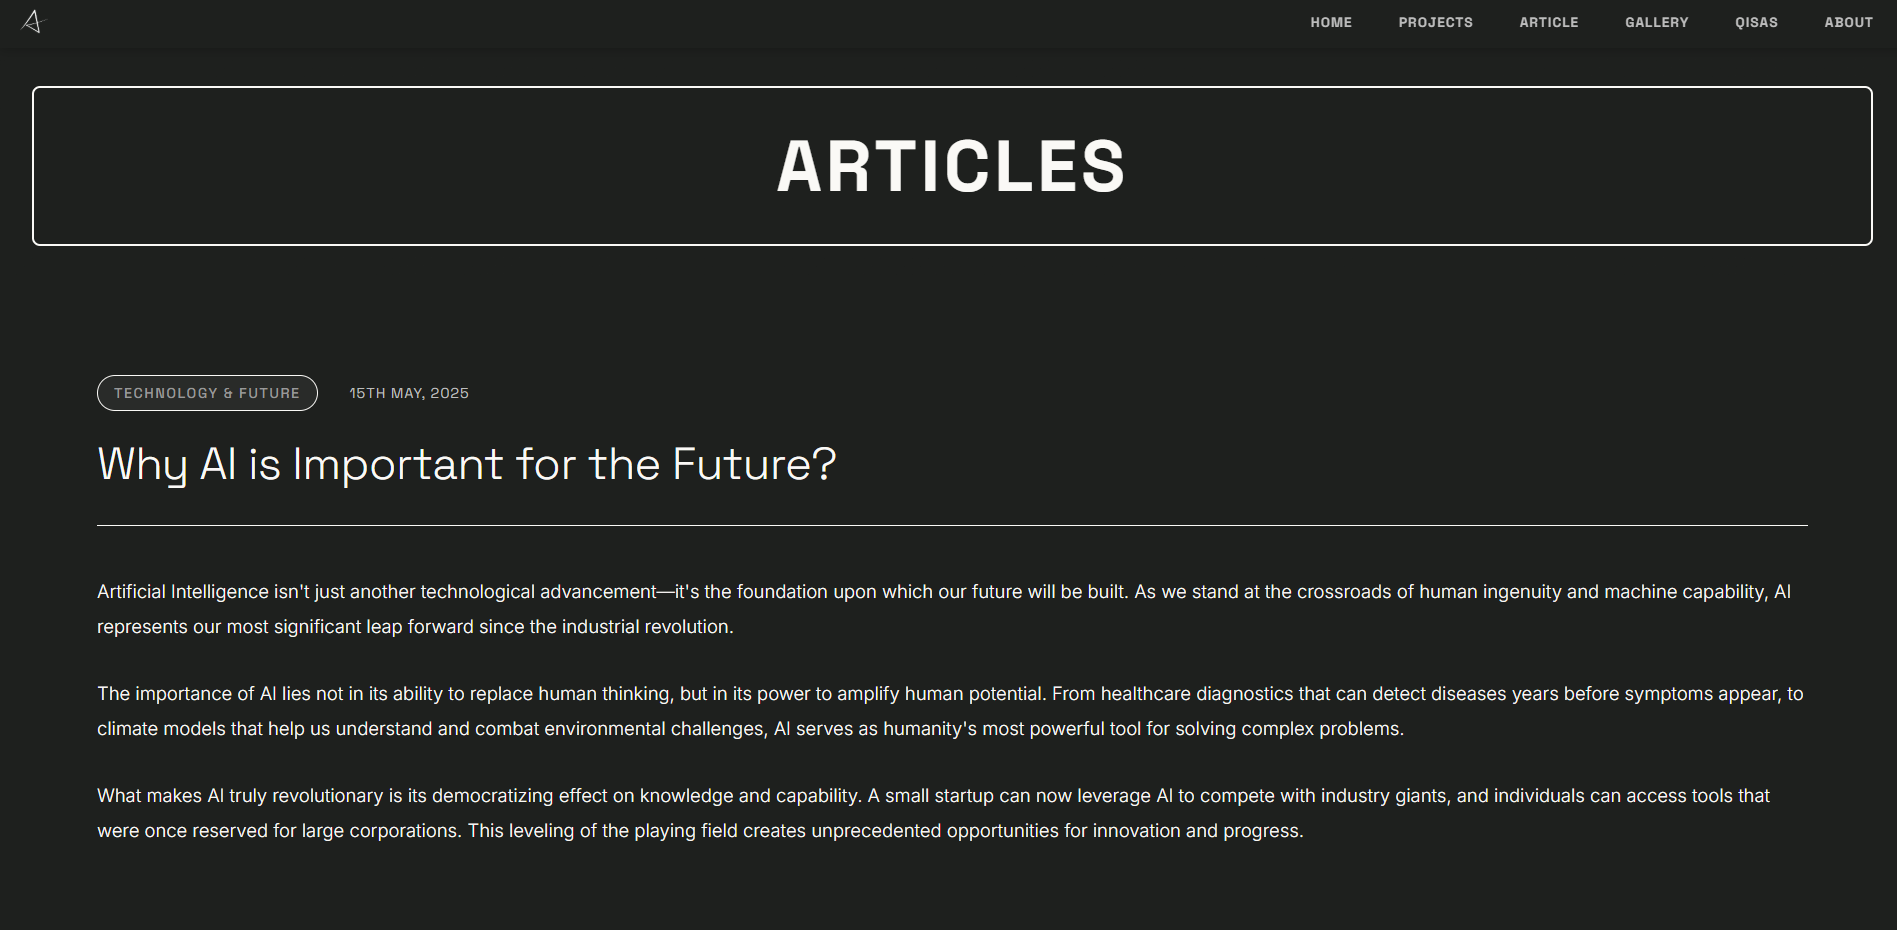 HOME PROJECTS ARTICLE GALLERY QISAS ABOUT
ARTICLES
TECHNOLOGY & FUTURE 15TH MAY, 2025
Why AI is Important for the Future?
Artificial Intelligence isn't just another technological advancement—it's the foundation upon which our future will be built. As we stand at the crossroads of human ingenuity and machine capability, AI
represents our most significant leap forward since the industrial revolution.
The importance of AI lies not in its ability to replace human thinking, but in its power to amplify human potential. From healthcare diagnostics that can detect diseases years before symptoms appear, to
climate models that help us understand and combat environmental challenges, AI serves as humanity's most powerful tool for solving complex problems.
What makes AI truly revolutionary is its democratizing effect on knowledge and capability. A small startup can now leverage AI to compete with industry giants, and individuals can access tools that
were once reserved for large corporations. This leveling of the playing field creates unprecedented opportunities for innovation and progress.